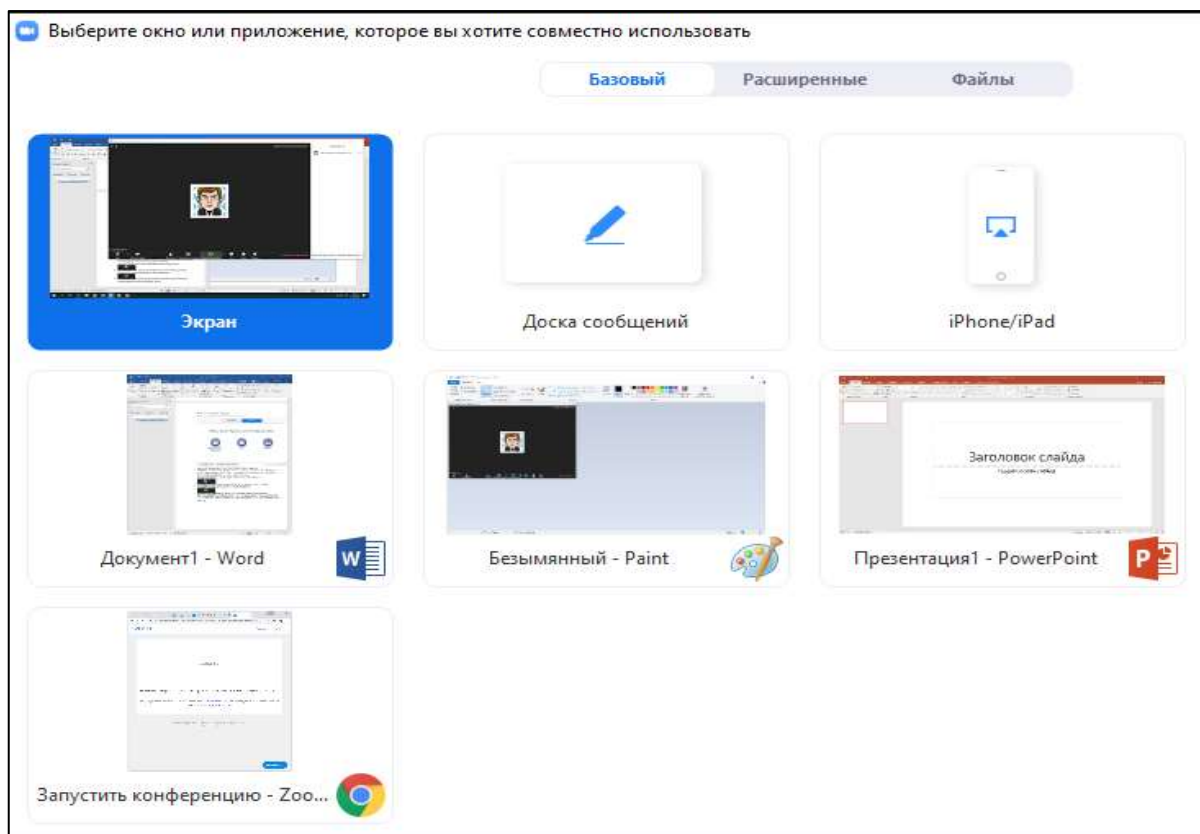 Выберите окно или приложение, которое вы хотите совместно использовать
Базовый Расширенные Файлы
Экран
Доска сообщений
iPhone/iPad
Заголовок слайда
Документ1 - Word
W
Безымянный - Paint
Презентация1 - PowerPoint
P
Запустить конференцию - Zoo...